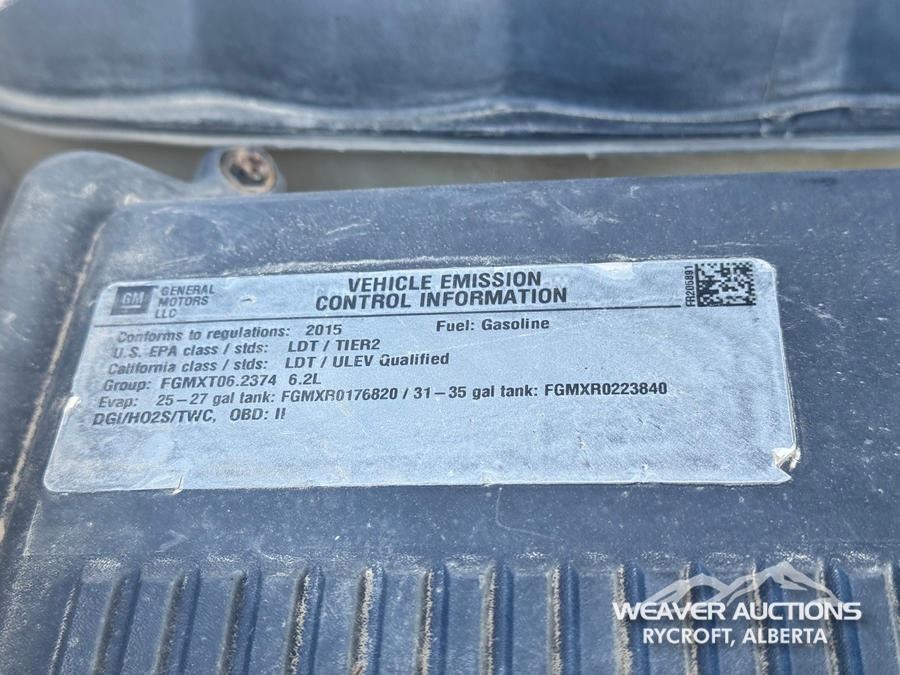 GM
GENERAL
MOTORS
LLC
VEHICLE EMISSION
CONTROL INFORMATION
FR205891
Conforms to regulations: 2015 Fuel: Gasoline
U.S. EPA class / stds: LDT / TIER2
California class / stds: LDT / ULEV Qualified
Group: FGMXT06.2374 6.2L
Evap: 25-27 gal tank: FGMXR0176820 / 31-35 gal tank: FGMXR0223840
DGI/HO2S/TWC, OBD: II
WEAVER AUCTIONS
RYCROFT, ALBERTA